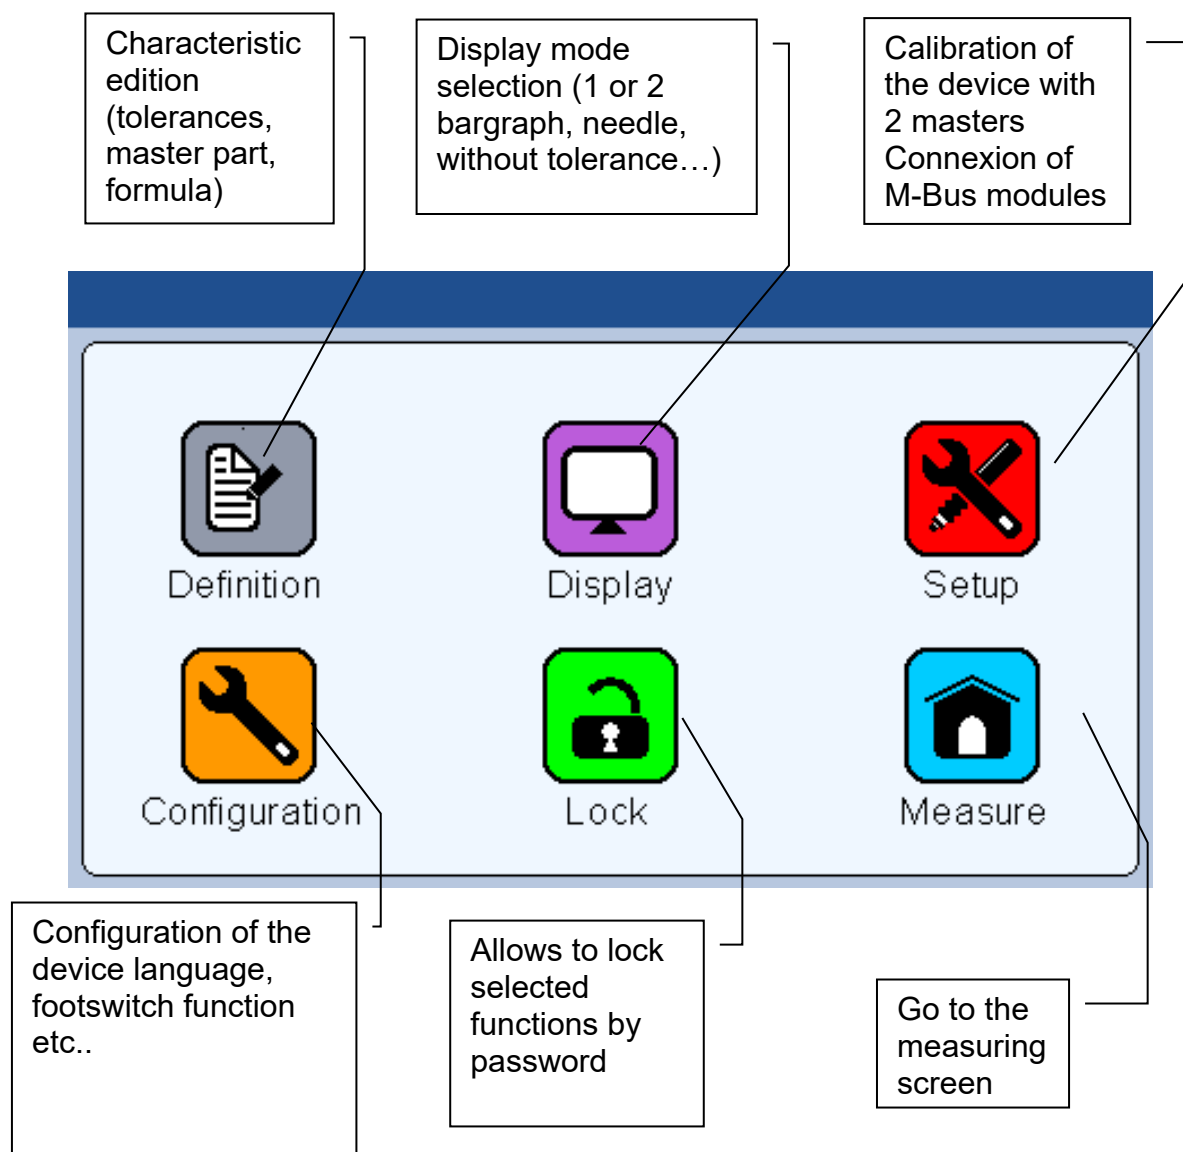 Characteristic
edition
(tolerances,
master part,
formula)
Display mode
selection (1 or 2
bargraph, needle,
without tolerance…)
Calibration of
the device with
2 masters
Connexion of
M-Bus modules
Definition
Display
Setup
Configuration
Lock
Measure
Configuration of the
device language,
footswitch function
etc..
Allows to lock
selected
functions by
password
Go to the
measuring
screen